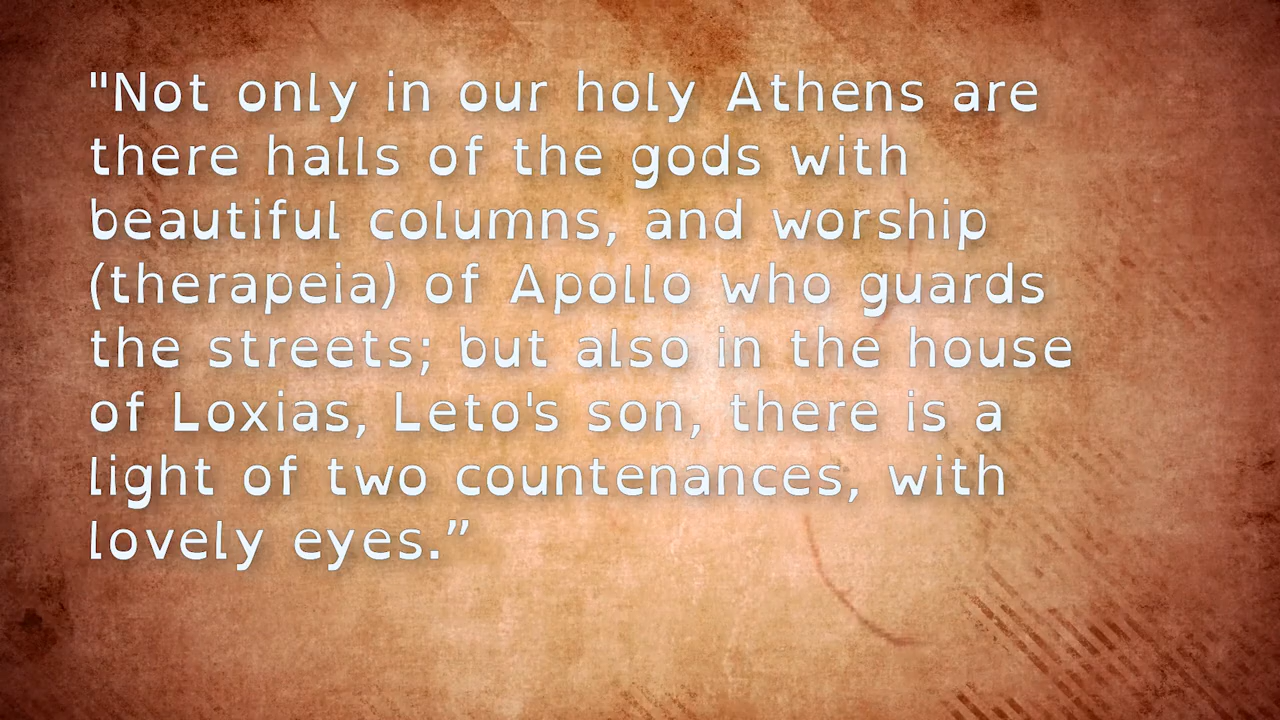 "Not only in our holy Athens are
there halls of the gods with
beautiful columns, and worship
(therapeia) of Apollo who guards
the streets; but also in the house
of Loxias, Leto's son, there is a
light of two countenances, with
lovely eyes.”